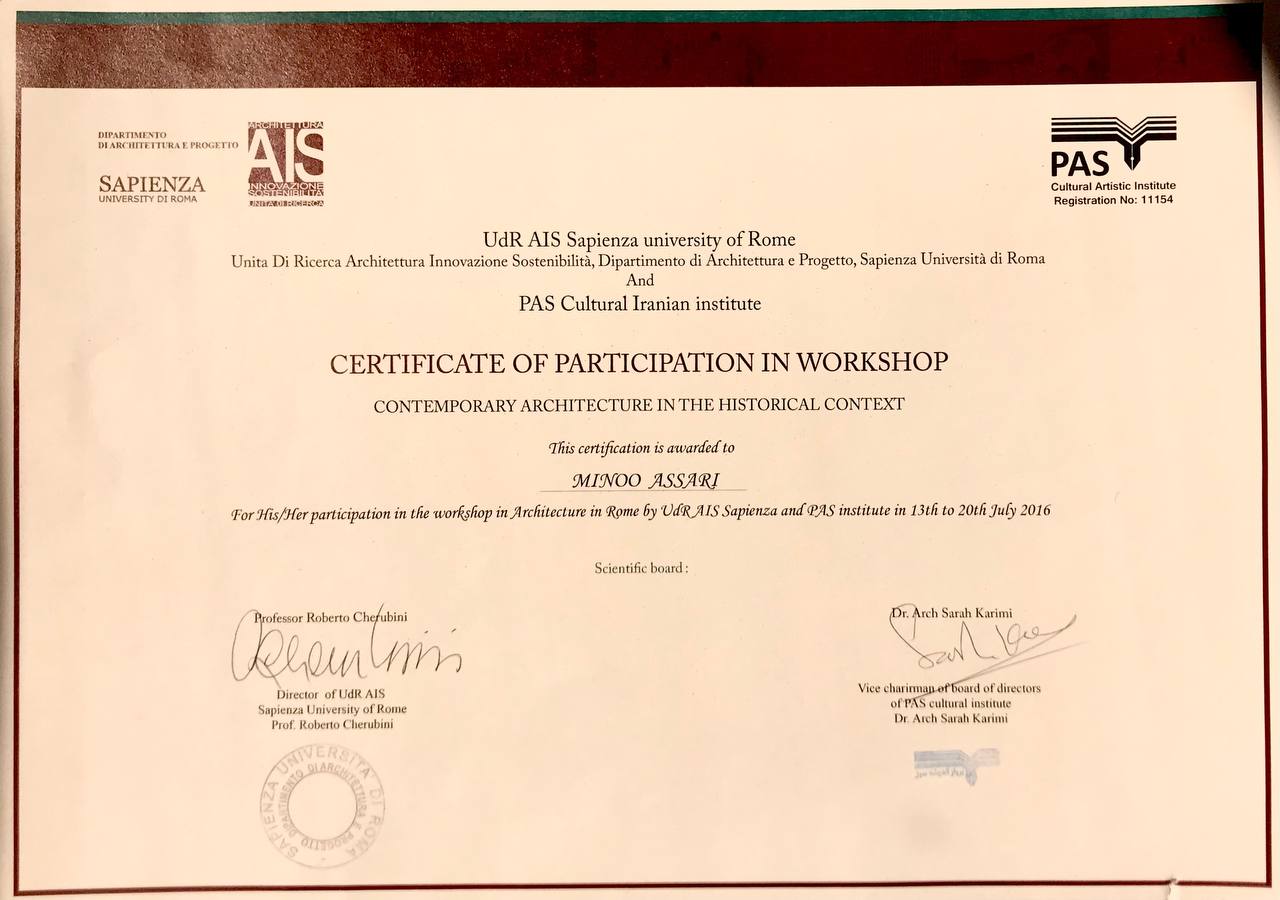 DIPARTIMENTO
DI ARCHITETTURA E PROGETTO
SAPIENZA
UNIVERSITY DI ROMA
ARCHITETTURA
AIS
INNOVAZIONE
SOSTENIBILITÀ
UNITA DI RICERCA
PAS
Cultural Artistic Institute
Registration No: 11154
UdR AIS Sapienza university of Rome
Unita Di Ricerca Architettura Innovazione Sostenibilità, Dipartimento di Architettura e Progetto, Sapienza Università di Roma
And
PAS Cultural Iranian institute
CERTIFICATE OF PARTICIPATION IN WORKSHOP
CONTEMPORARY ARCHITECTURE IN THE HISTORICAL CONTEXT
This certification is awarded to
MINOO ASSARI
For His/Her participation in the workshop in Architecture in Rome by UdR AIS Sapienza and PAS institute in 13th to 20th July 2016
Scientific board :
Professor Roberto Cherubini
Director of UdR AIS
Sapienza University of Rome
Prof. Roberto Cherubini
SAPIENZA UNIVERSITÀ DI ROMA
DIPARTIMENTO DI ARCHITETTURA E PROGETTO
Dr. Arch Sarah Karimi
Vice charirman of board of directors
of PAS cultural institute
Dr. Arch Sarah Karimi